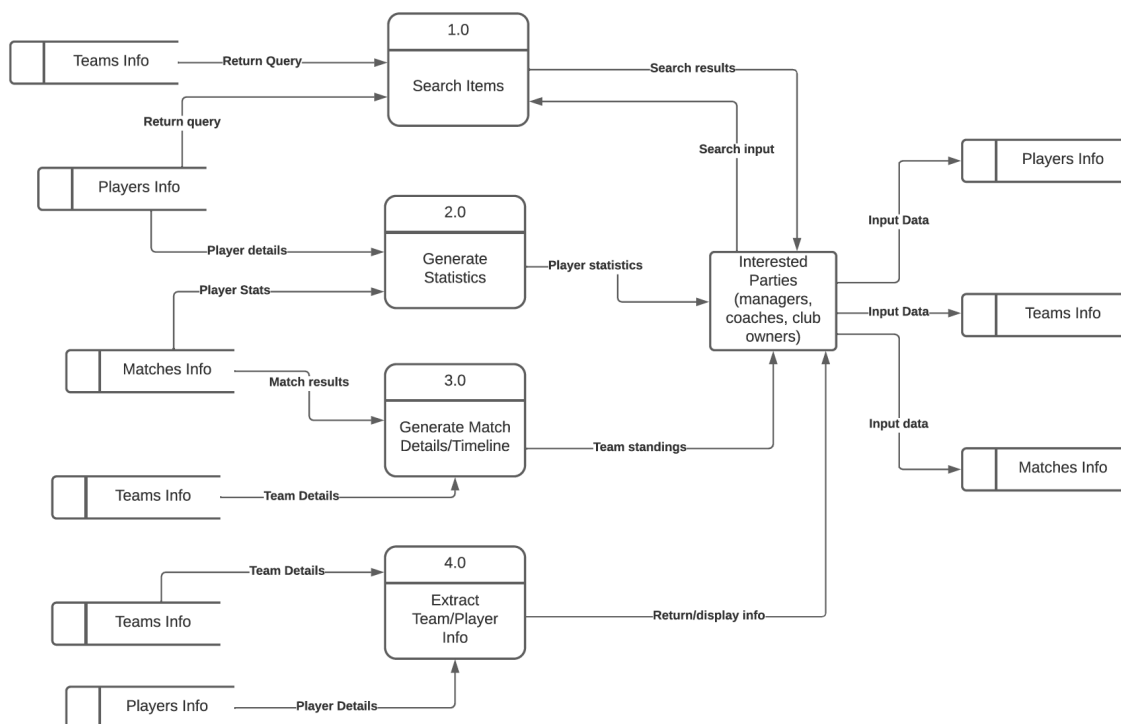 1.0
Teams Info
Return Query
Search Items
Search results
Return query
Search input
Players Info
Players Info
2.0
Input Data
Player details
Generate
Statistics
Player statistics
Interested
Parties
(managers,
coaches, club
owners)
Player Stats
Input Data
Teams Info
Matches Info
Match results
3.0
Generate Match
Details/Timeline
Team standings
Input data
Matches Info
Teams Info
Team Details
Team Details
4.0
Teams Info
Extract
Team/Player
Info
Return/display info
Players Info
Player Details